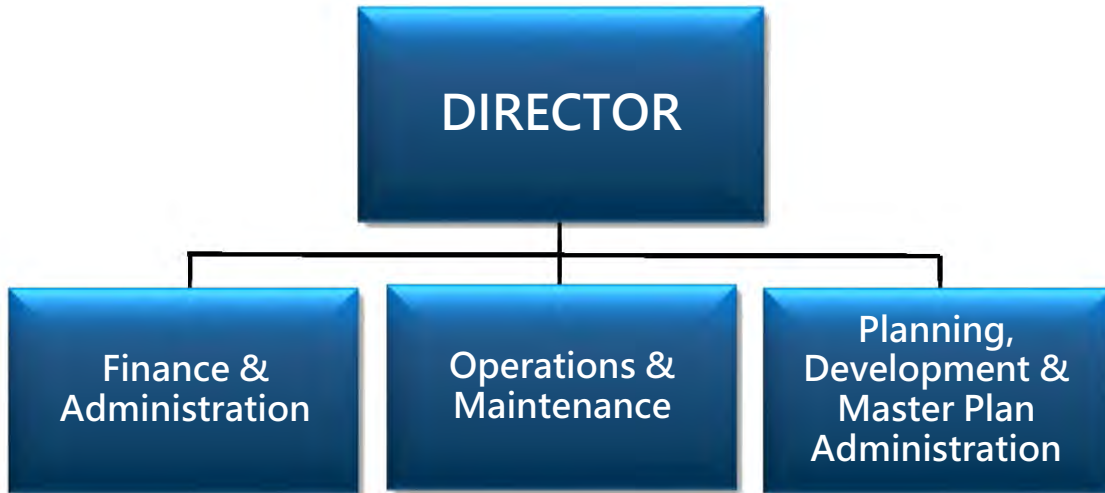 DIRECTOR
Finance &
Administration
Operations &
Maintenance
Planning,
Development &
Master Plan
Administration